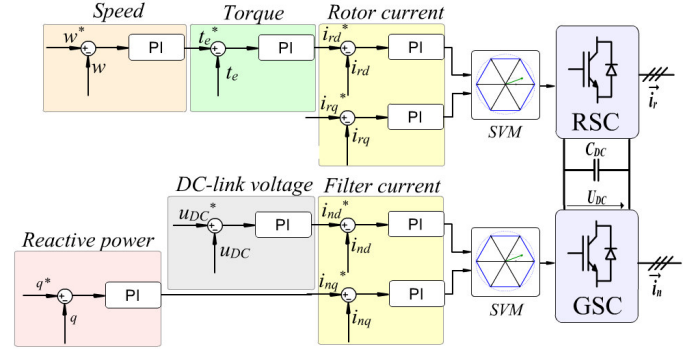 Speed
Torque
Rotor current
w*
w
PI
te*
te
PI
ird*
ird
PI
irq*
irq
PI
SVM
RSC
ir
CDC
UDC
DC-link voltage
Filter current
uDC*
uDC
PI
ind*
ind
PI
Reactive power
q*
q
PI
inq*
inq
PI
SVM
GSC
in